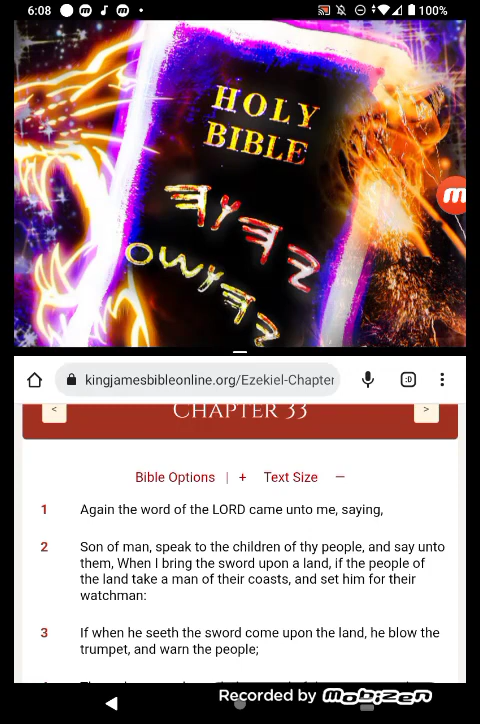 6:08
100%
HOLY
BIBLE
𐤉𐤄𐤅𐤄
𐤉𐤄𐤅𐤔𐤏
kingjamesbibleonline.org/Ezekiel-Chapter
:D
< CHAPTER 33 >
Bible Options | + Text Size −
1 Again the word of the LORD came unto me, saying,
2 Son of man, speak to the children of thy people, and say unto
them, When I bring the sword upon a land, if the people of
the land take a man of their coasts, and set him for their
watchman:
3 If when he seeth the sword come upon the land, he blow the
trumpet, and warn the people;
Recorded by Mobizen